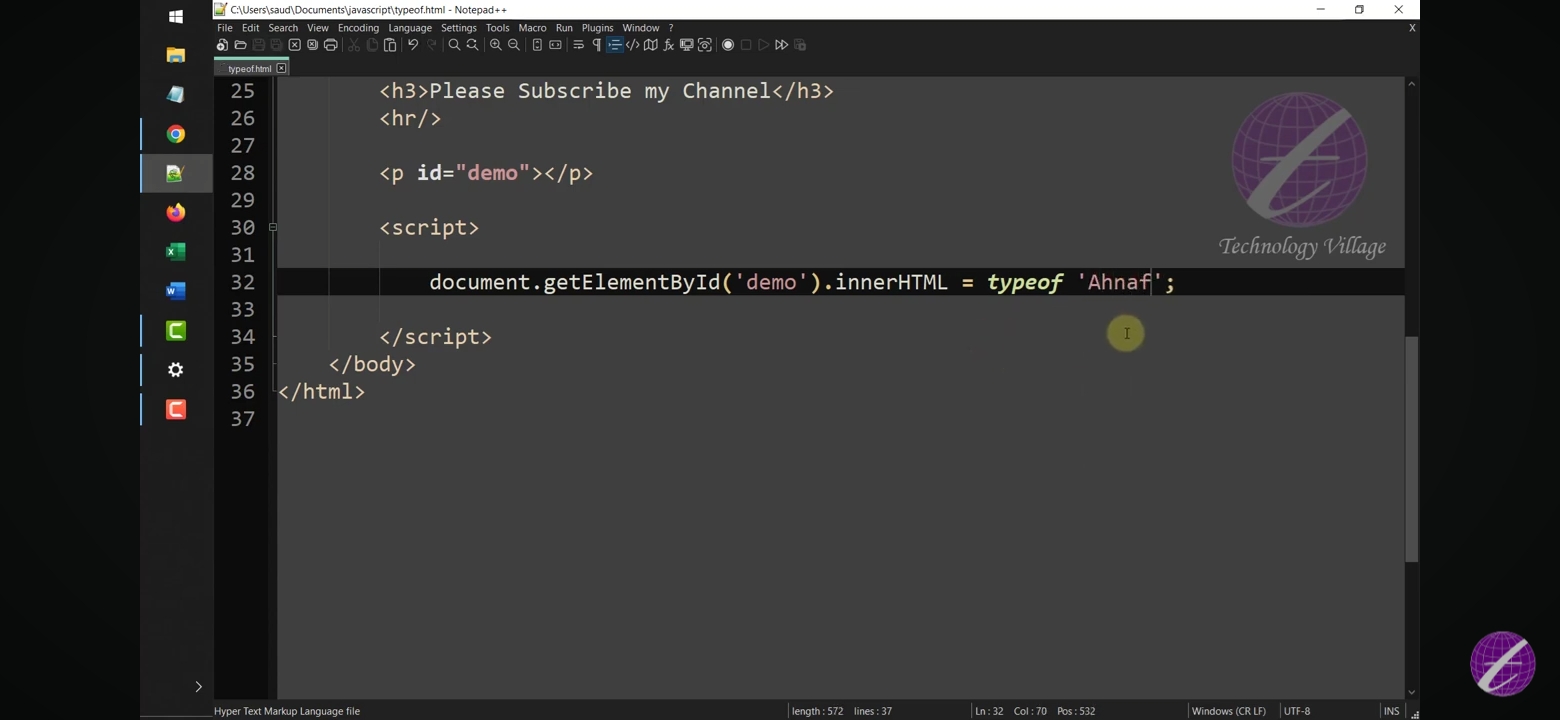 C:\Users\saud\Documents\javascript\typeof.html - Notepad++
File Edit Search View Encoding Language Settings Tools Macro Run Plugins Window ? X
typeof.html
25 <h3>Please Subscribe my Channel</h3>
26 <hr/>
27
28 <p id="demo"></p>
29
30 <script>
31
32 document.getElementById('demo').innerHTML = typeof 'Ahnaf';
33
34 </script>
35 </body>
36 </html>
37
Technology Village
Hyper Text Markup Language file length : 572 lines : 37 Ln : 32 Col : 70 Pos : 532 Windows (CR LF) UTF-8 INS